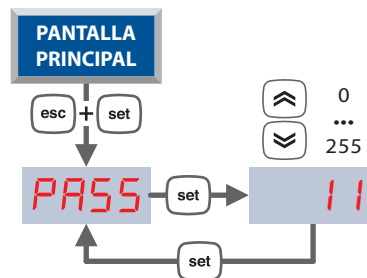 PANTALLA
PRINCIPAL
esc + set
0
...
255
PASS
set
11
set